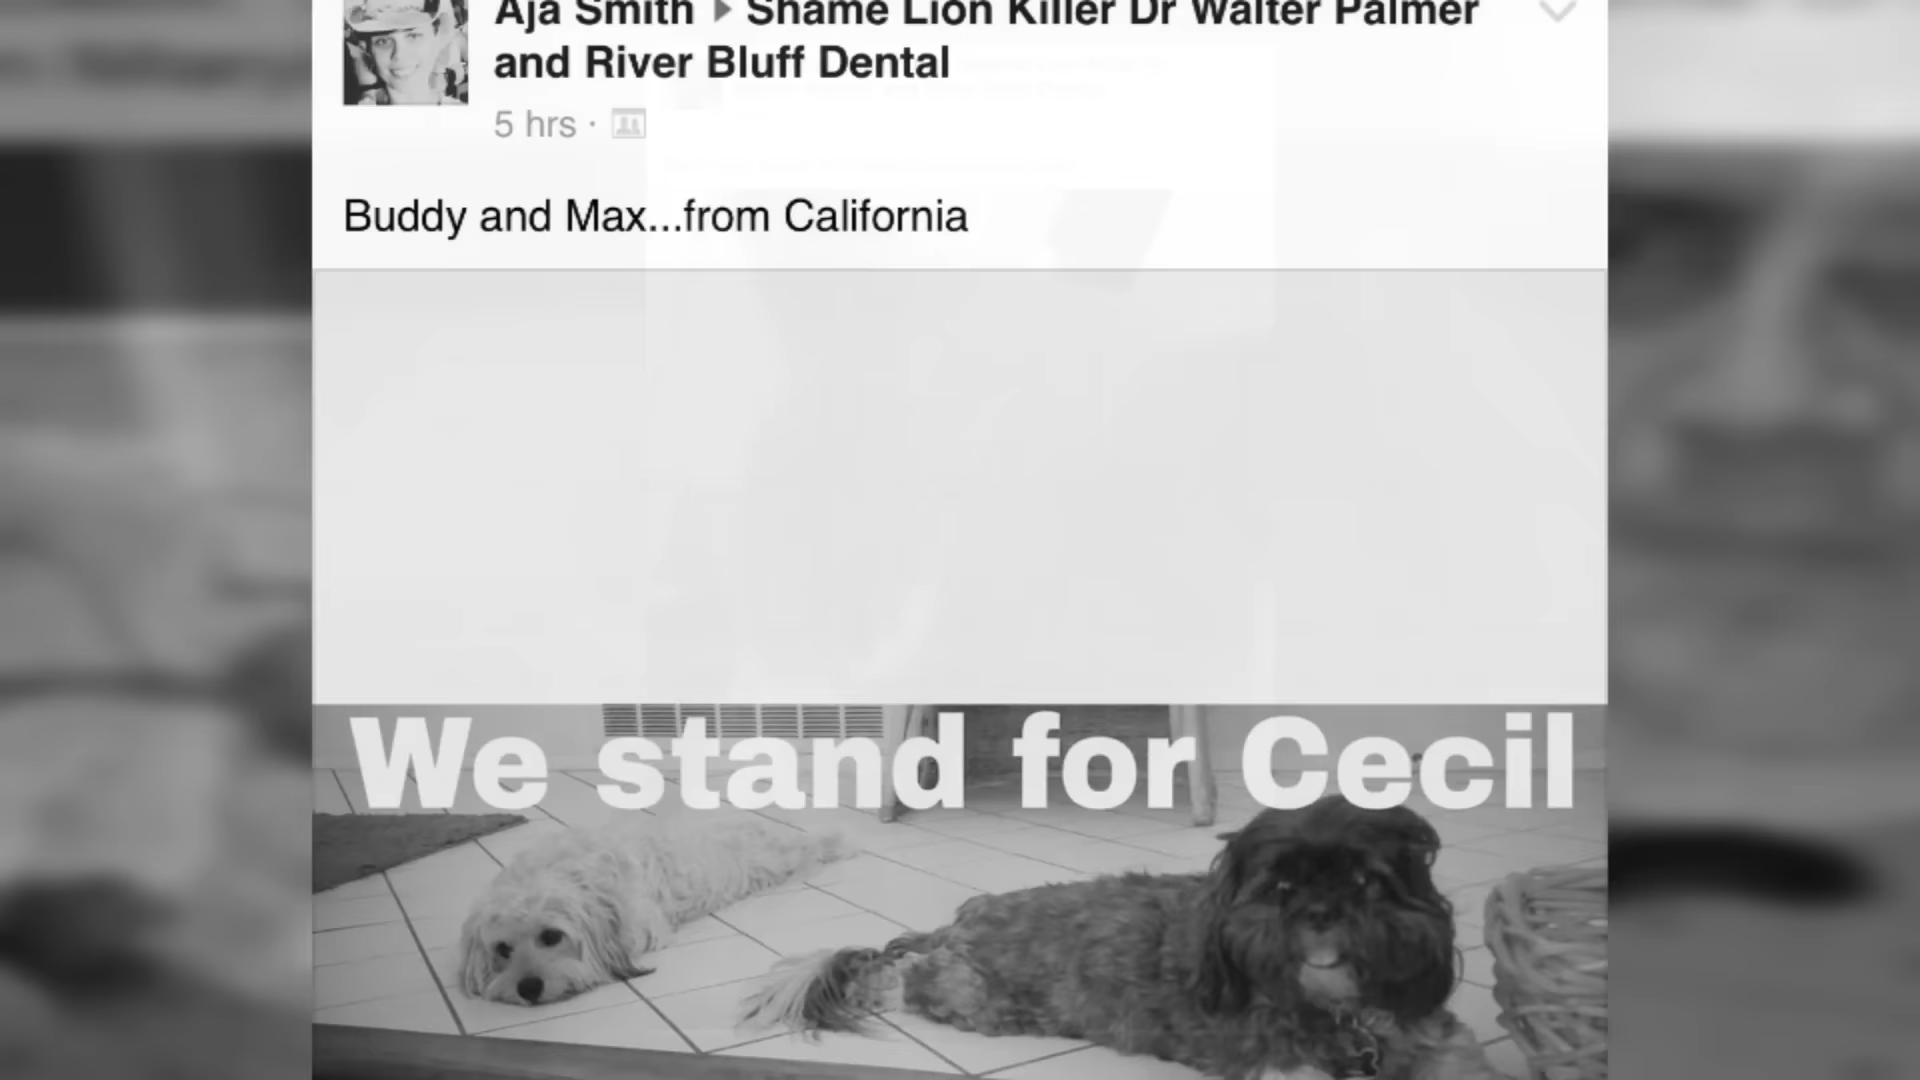 Aja Smith ▸ Shame Lion Killer Dr Walter Palmer
and River Bluff Dental
5 hrs ·
Buddy and Max...from California
We stand for Cecil